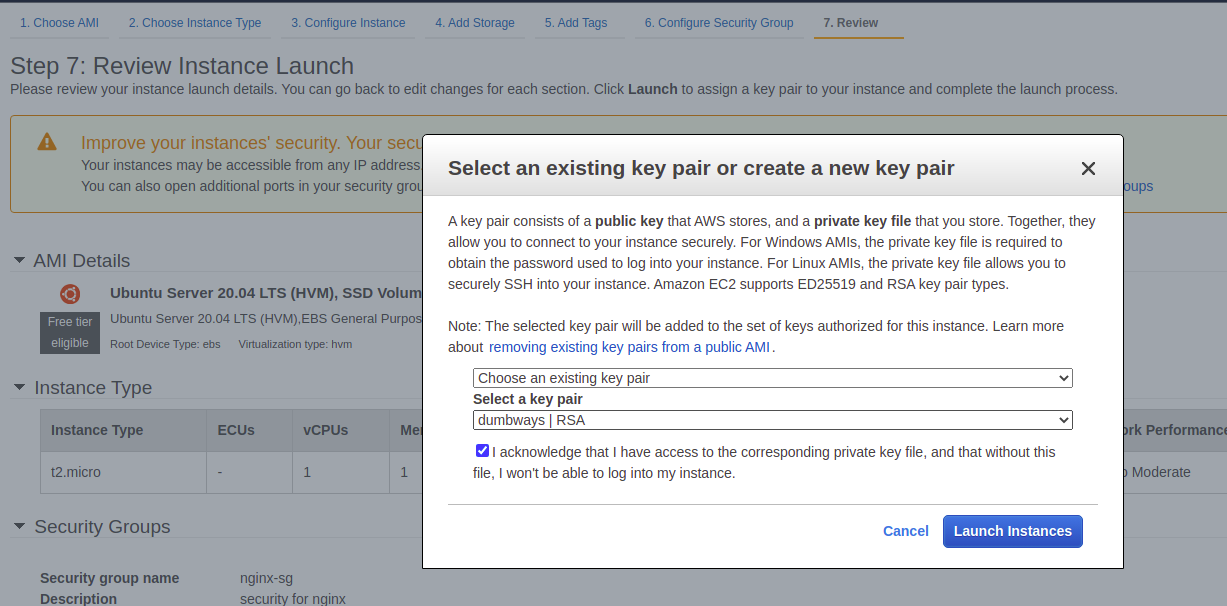 1. Choose AMI 2. Choose Instance Type 3. Configure Instance 4. Add Storage 5. Add Tags 6. Configure Security Group 7. Review
Step 7: Review Instance Launch
Please review your instance launch details. You can go back to edit changes for each section. Click Launch to assign a key pair to your instance and complete the launch process.
Improve your instances' security. Your secu
Your instances may be accessible from any IP address.
You can also open additional ports in your security grou
oups
AMI Details
Ubuntu Server 20.04 LTS (HVM), SSD Volum
Free tier
eligible
Ubuntu Server 20.04 LTS (HVM),EBS General Purpos
Root Device Type: ebs Virtualization type: hvm
Instance Type
Instance Type ECUs vCPUs Me ork Performance
t2.micro - 1 1 o Moderate
Security Groups
Security group name nginx-sg
Description security for nginx
Select an existing key pair or create a new key pair
A key pair consists of a public key that AWS stores, and a private key file that you store. Together, they
allow you to connect to your instance securely. For Windows AMIs, the private key file is required to
obtain the password used to log into your instance. For Linux AMIs, the private key file allows you to
securely SSH into your instance. Amazon EC2 supports ED25519 and RSA key pair types.
Note: The selected key pair will be added to the set of keys authorized for this instance. Learn more
about removing existing key pairs from a public AMI.
Choose an existing key pair
Select a key pair
dumbways | RSA
I acknowledge that I have access to the corresponding private key file, and that without this
file, I won't be able to log into my instance.
Cancel Launch Instances